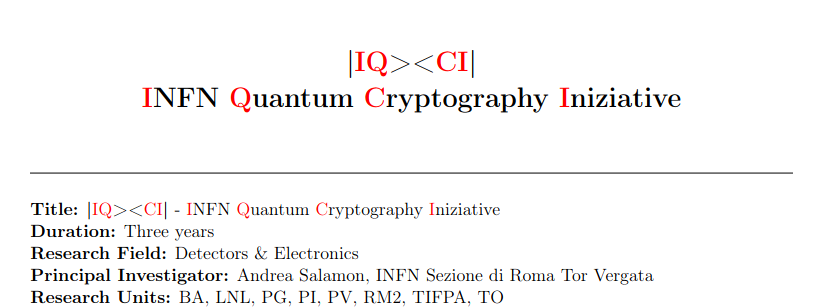 |IQ><CI|
INFN Quantum Cryptography Iniziative
Title: |IQ><CI| - INFN Quantum Cryptography Iniziative
Duration: Three years
Research Field: Detectors & Electronics
Principal Investigator: Andrea Salamon, INFN Sezione di Roma Tor Vergata
Research Units: BA, LNL, PG, PI, PV, RM2, TIFPA, TO